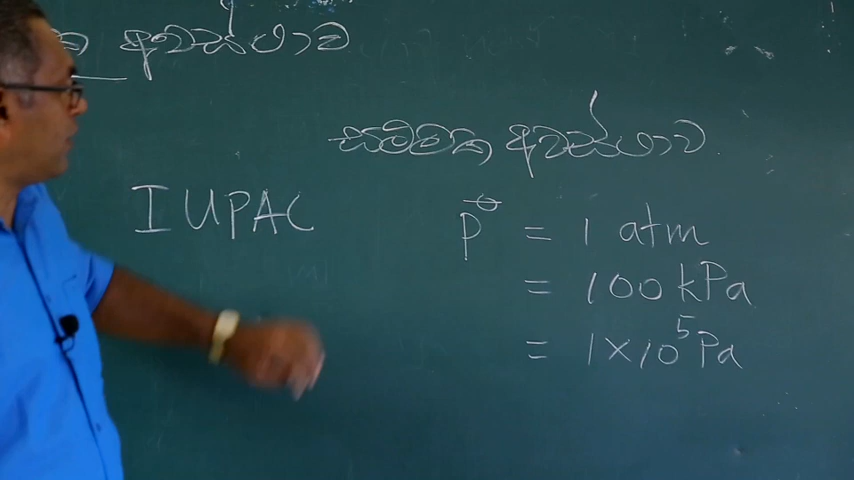 අවස්ථාව
සම්මත අවස්ථාව
IUPAC
P⦵ = 1 atm
= 100 kPa
= 1×10⁵ Pa